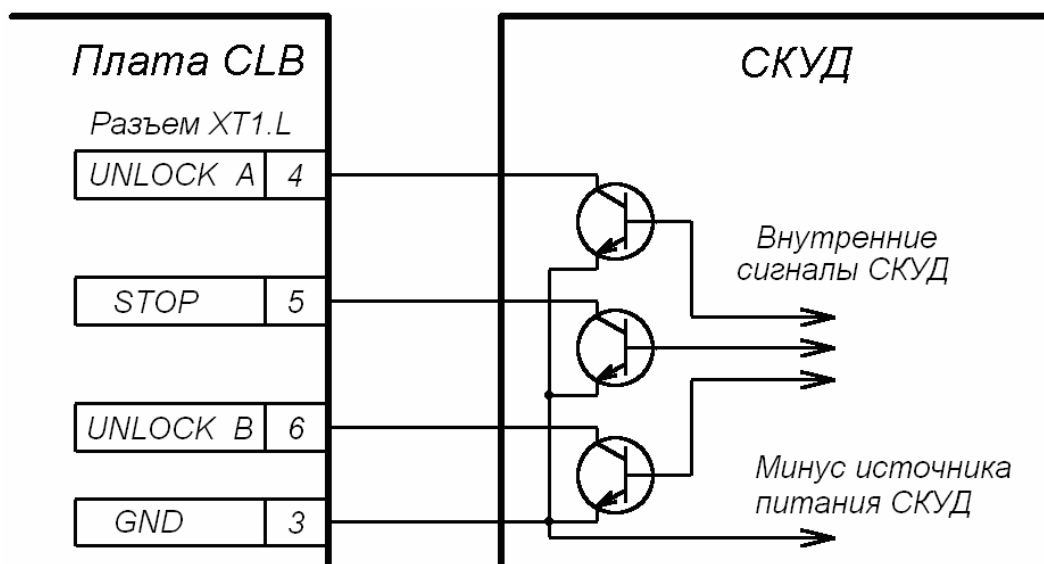 Плата CLB
СКУД
Разъем XT1.L
UNLOCK A 4
STOP 5
UNLOCK B 6
GND 3
Внутренние
сигналы СКУД
Минус источника
питания СКУД